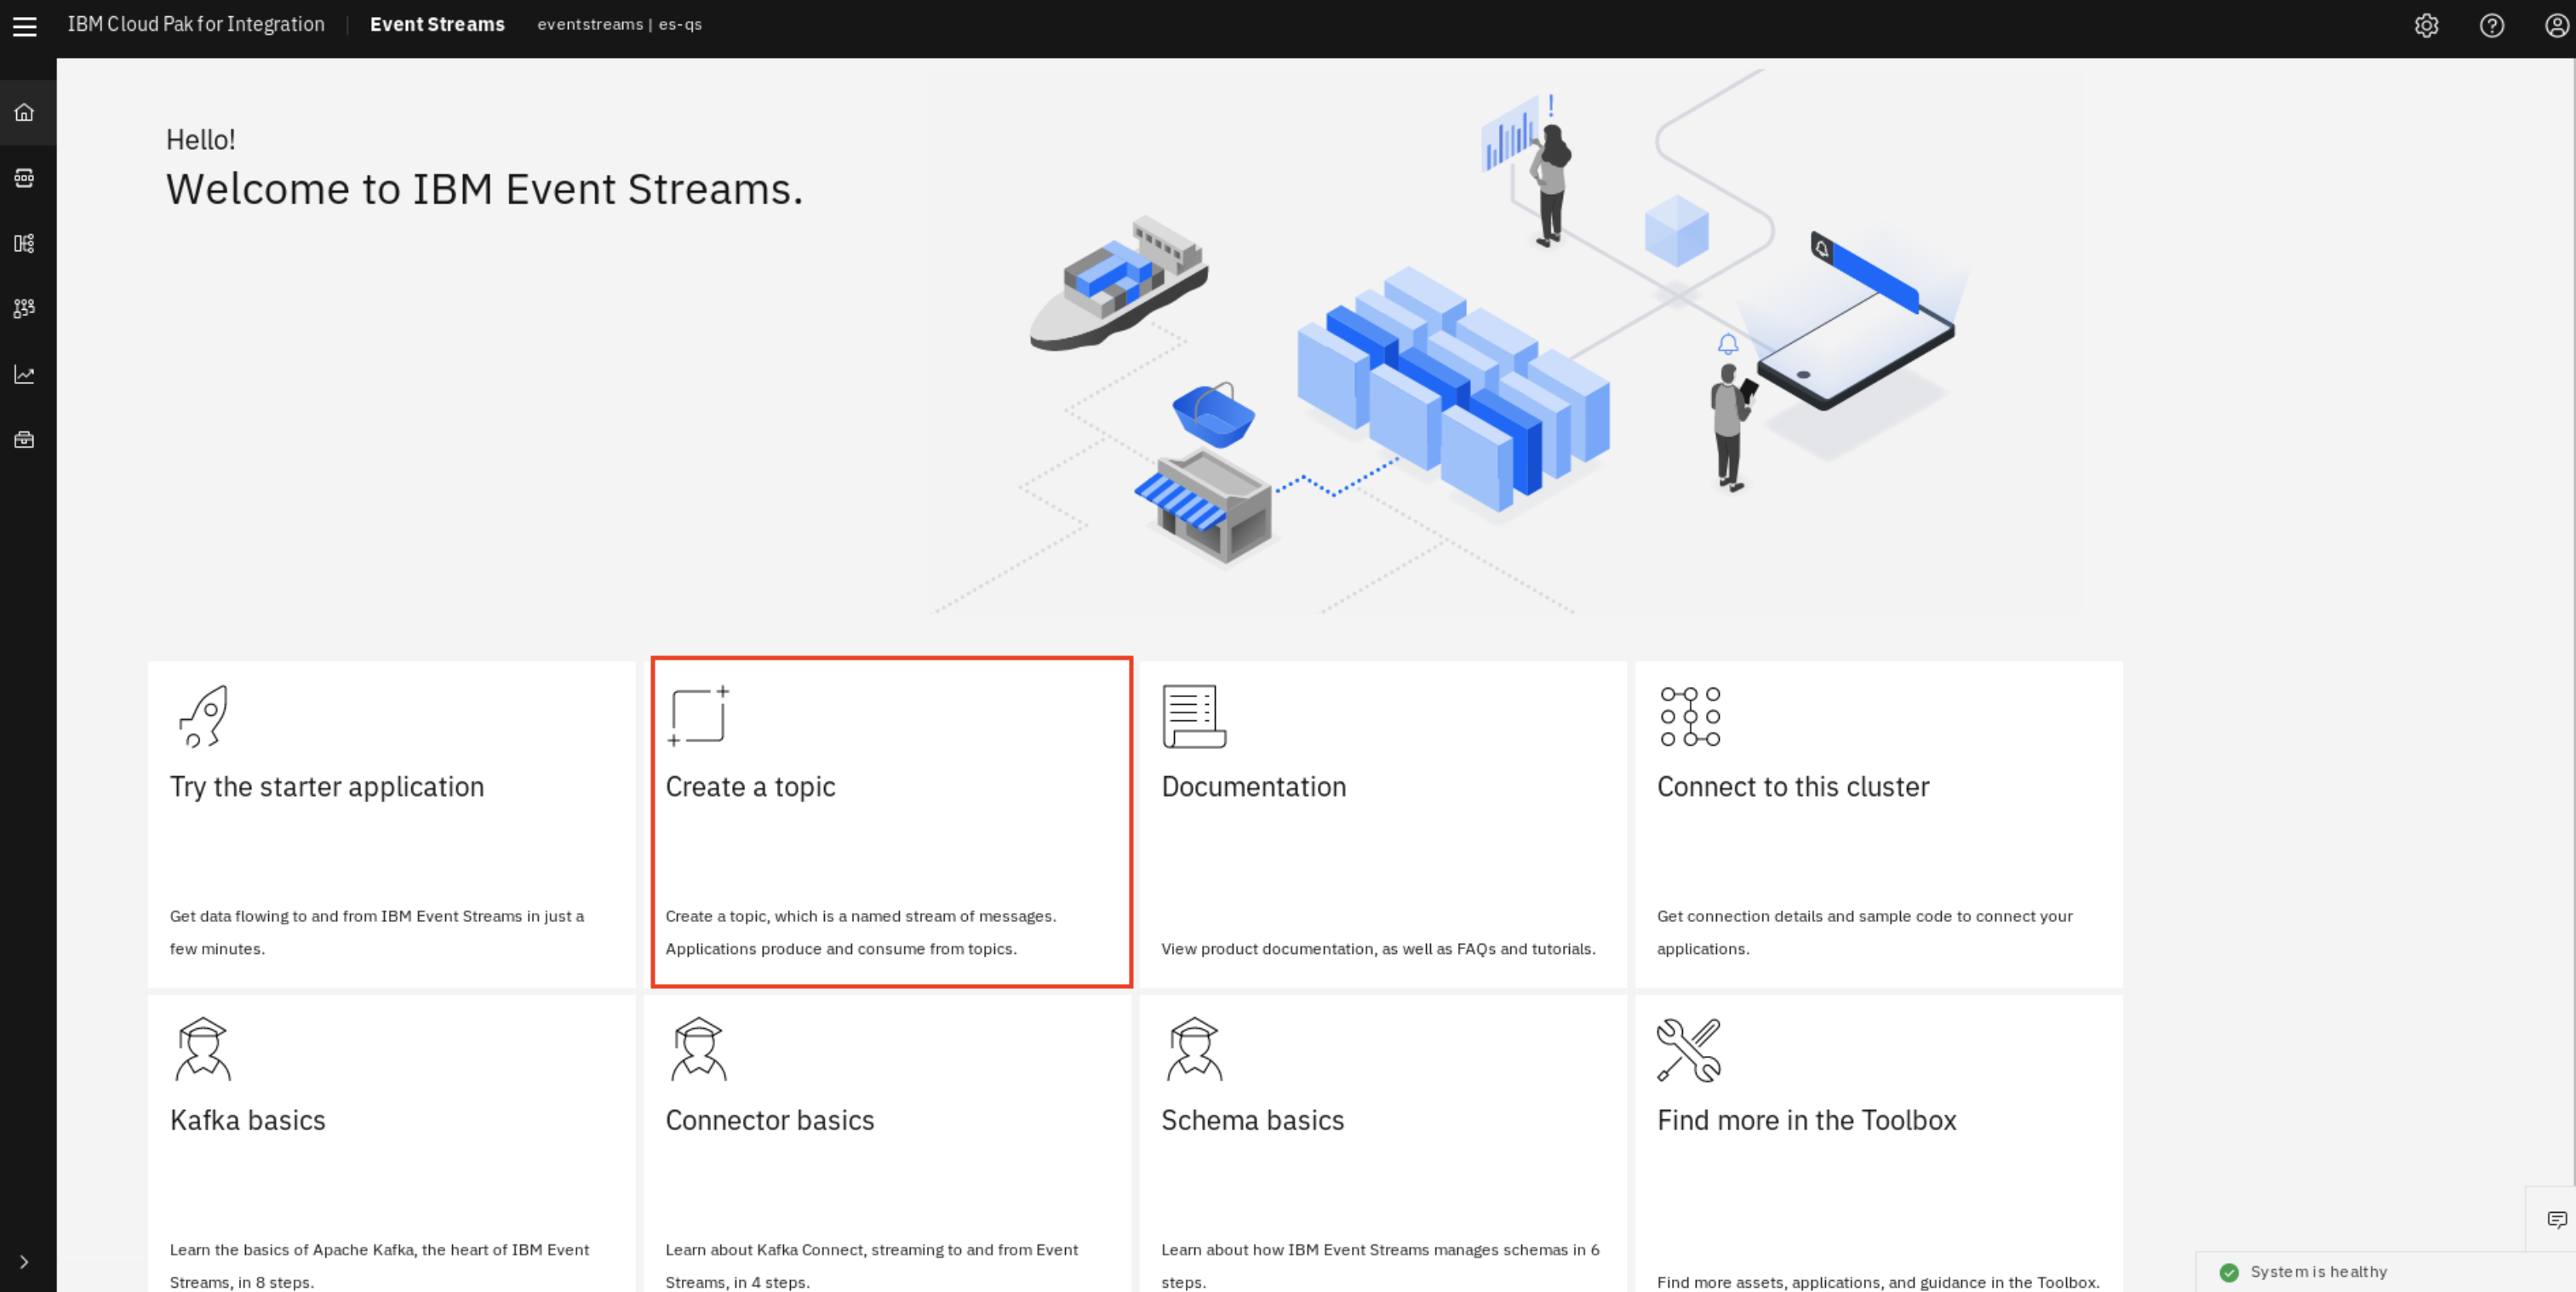 IBM Cloud Pak for Integration | Event Streams eventstreams | es-qs
Hello!
Welcome to IBM Event Streams.
Try the starter application
Get data flowing to and from IBM Event Streams in just a
few minutes.
Create a topic
Create a topic, which is a named stream of messages.
Applications produce and consume from topics.
Documentation
View product documentation, as well as FAQs and tutorials.
Connect to this cluster
Get connection details and sample code to connect your
applications.
Kafka basics
Learn the basics of Apache Kafka, the heart of IBM Event
Streams, in 8 steps.
Connector basics
Learn about Kafka Connect, streaming to and from Event
Streams, in 4 steps.
Schema basics
Learn about how IBM Event Streams manages schemas in 6
steps.
Find more in the Toolbox
Find more assets, applications, and guidance in the Toolbox.
System is healthy